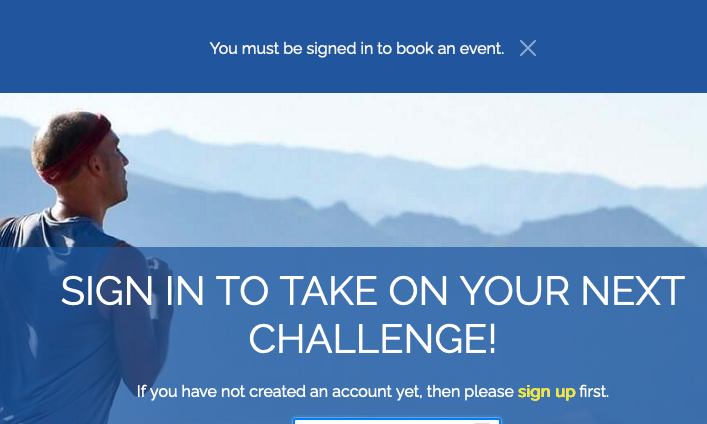 You must be signed in to book an event.
SIGN IN TO TAKE ON YOUR NEXT
CHALLENGE!
If you have not created an account yet, then please sign up first.